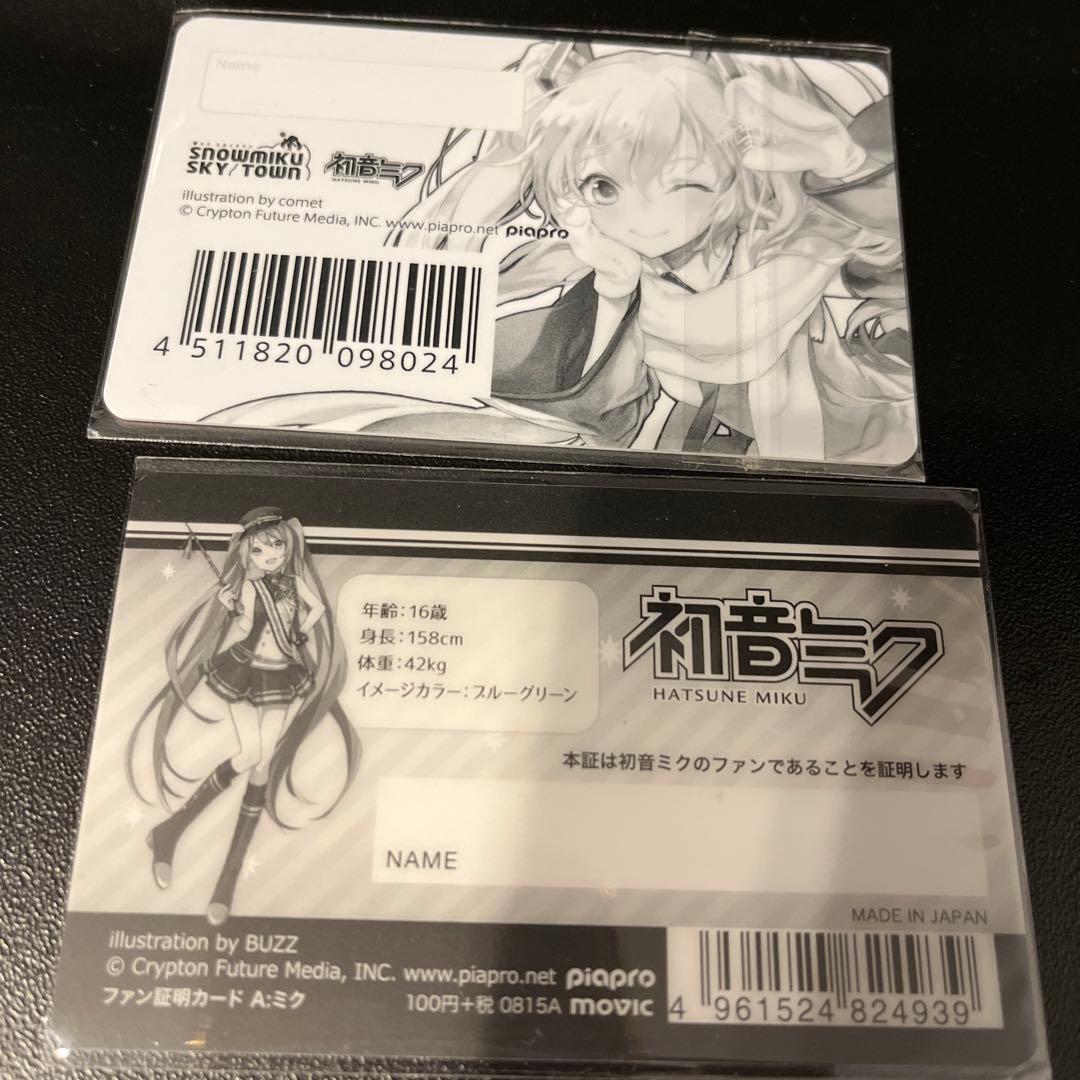 Name
SNOWMIKU
SKY TOWN
初音ミク
HATSUNE MIKU
illustration by comet
© Crypton Future Media, INC. www.piapro.net piapro
4 511820 098024
年齢:16歳
身長:158cm
体重:42kg
イメージカラー:ブルーグリーン
初音ミク
HATSUNE MIKU
本証は初音ミクのファンであることを証明します
NAME
MADE IN JAPAN
illustration by BUZZ
© Crypton Future Media, INC. www.piapro.net piapro
ファン証明カード A:ミク 100円+税 0815A movic
4 961524 824939